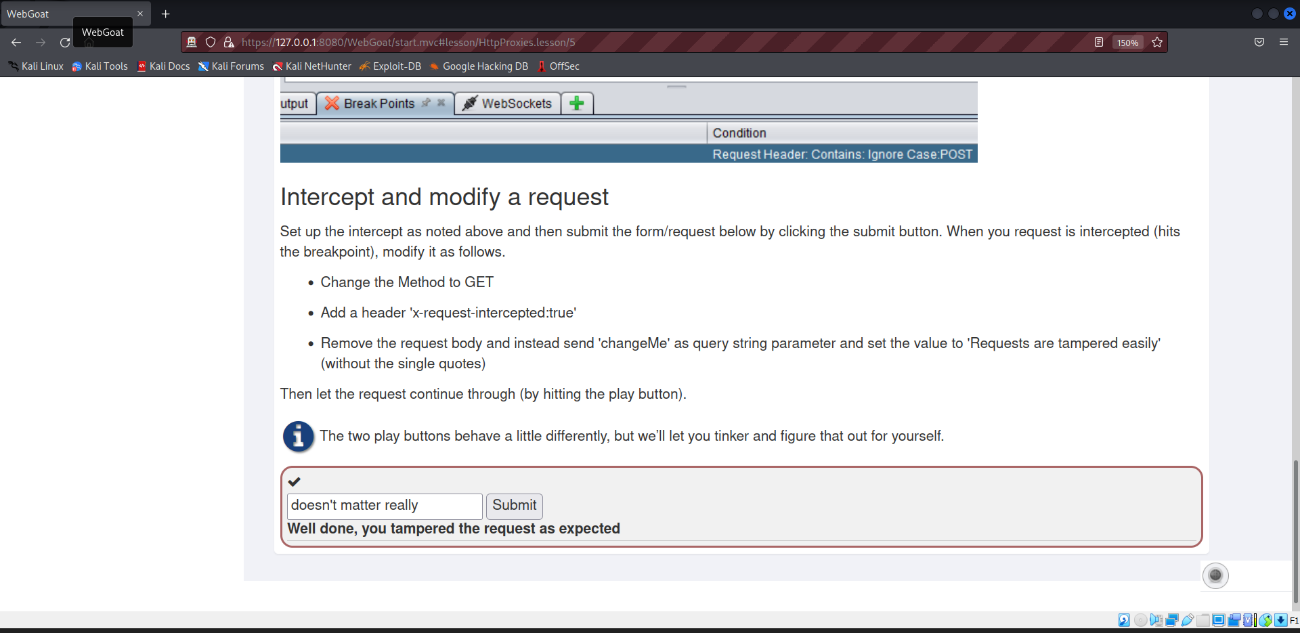 WebGoat
WebGoat
https://127.0.0.1:8080/WebGoat/start.mvc#lesson/HttpProxies.lesson/5
150%
Kali Linux Kali Tools Kali Docs Kali Forums Kali NetHunter Exploit-DB Google Hacking DB OffSec
utput Break Points WebSockets
Condition
Request Header: Contains: Ignore Case:POST
Intercept and modify a request
Set up the intercept as noted above and then submit the form/request below by clicking the submit button. When you request is intercepted (hits
the breakpoint), modify it as follows.
• Change the Method to GET
• Add a header 'x-request-intercepted:true'
• Remove the request body and instead send 'changeMe' as query string parameter and set the value to 'Requests are tampered easily'
(without the single quotes)
Then let the request continue through (by hitting the play button).
The two play buttons behave a little differently, but we'll let you tinker and figure that out for yourself.
doesn't matter really Submit
Well done, you tampered the request as expected
F1